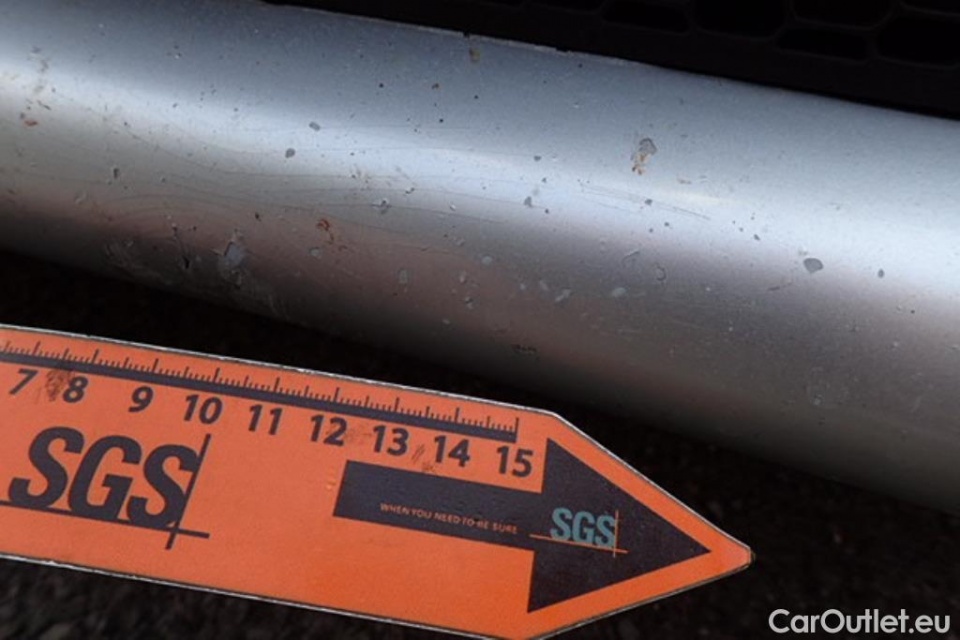 7 8 9 10 11 12 13 14 15
SGS
WHEN YOU NEED TO BE SURE
SGS
CarOutlet.eu